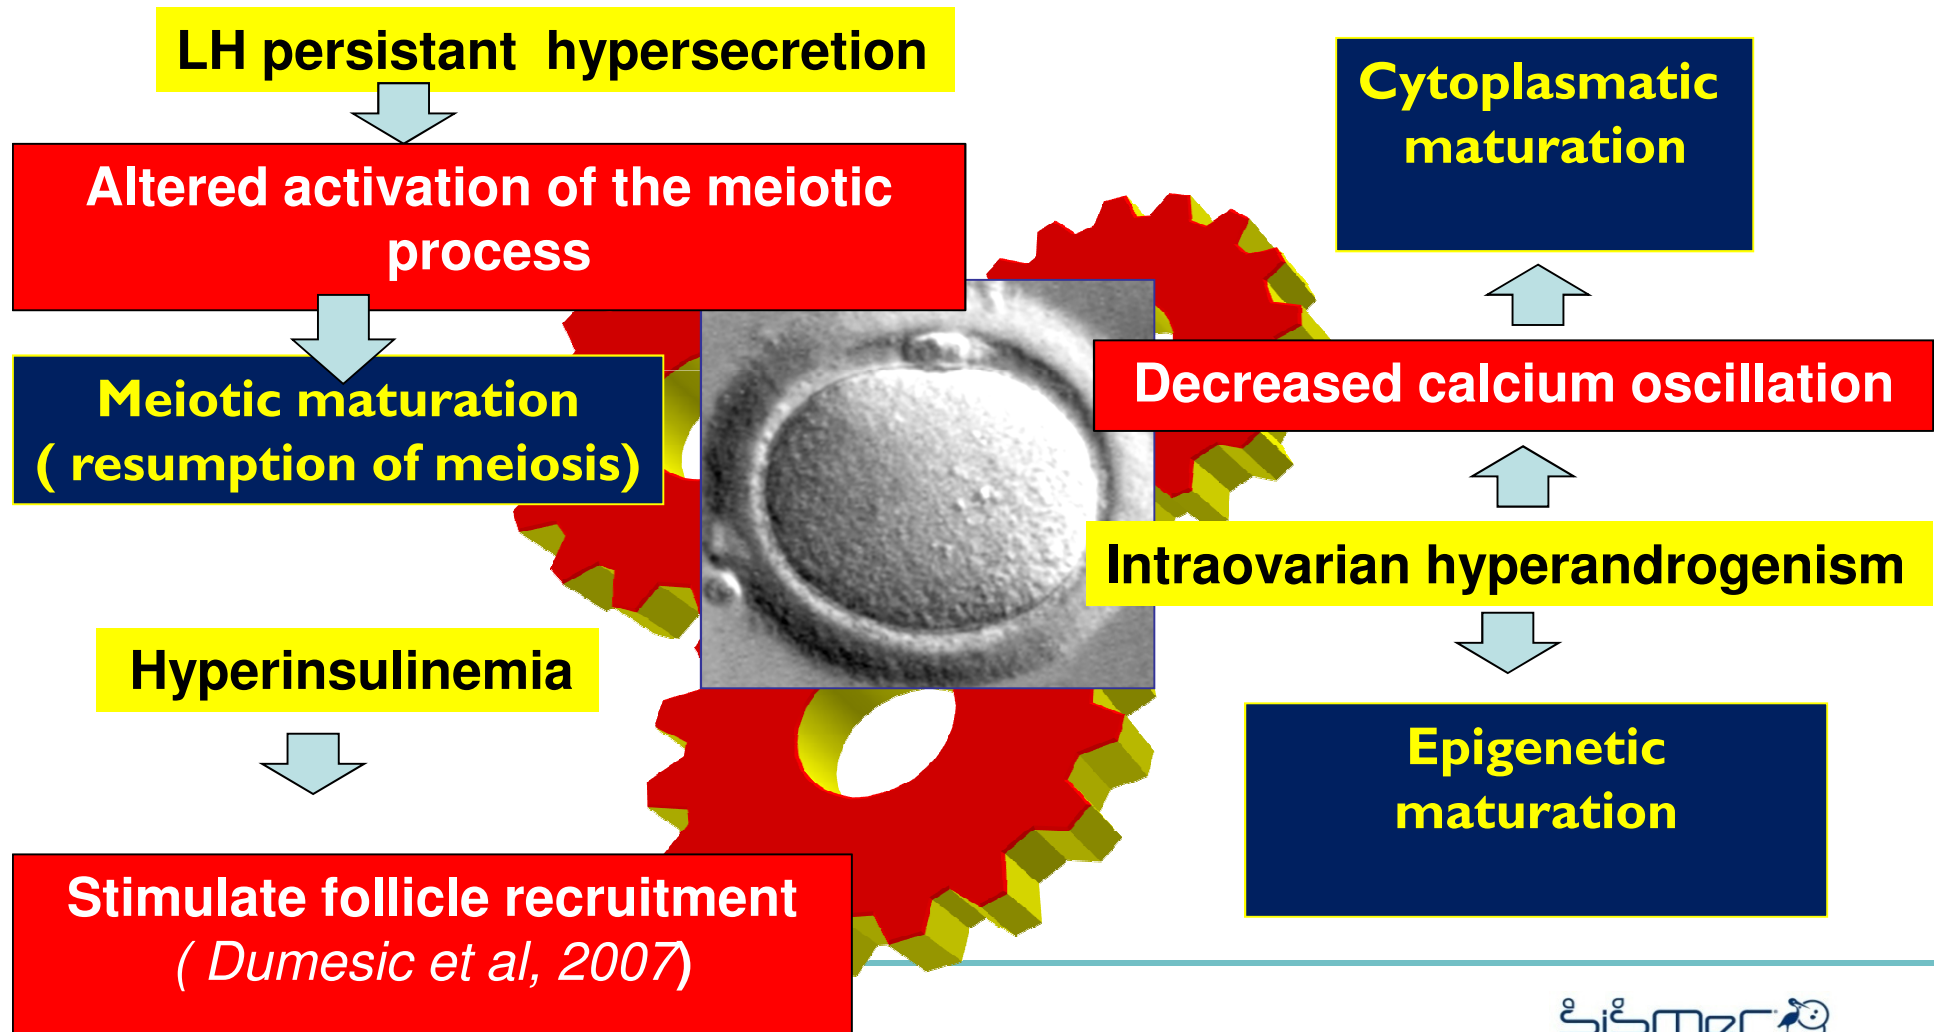 LH persistant hypersecretion
Altered activation of the meiotic
process
Meiotic maturation
( resumption of meiosis)
Hyperinsulinemia
Stimulate follicle recruitment
( Dumesic et al, 2007)
Cytoplasmatic
maturation
Decreased calcium oscillation
Intraovarian hyperandrogenism
Epigenetic
maturation
sismer